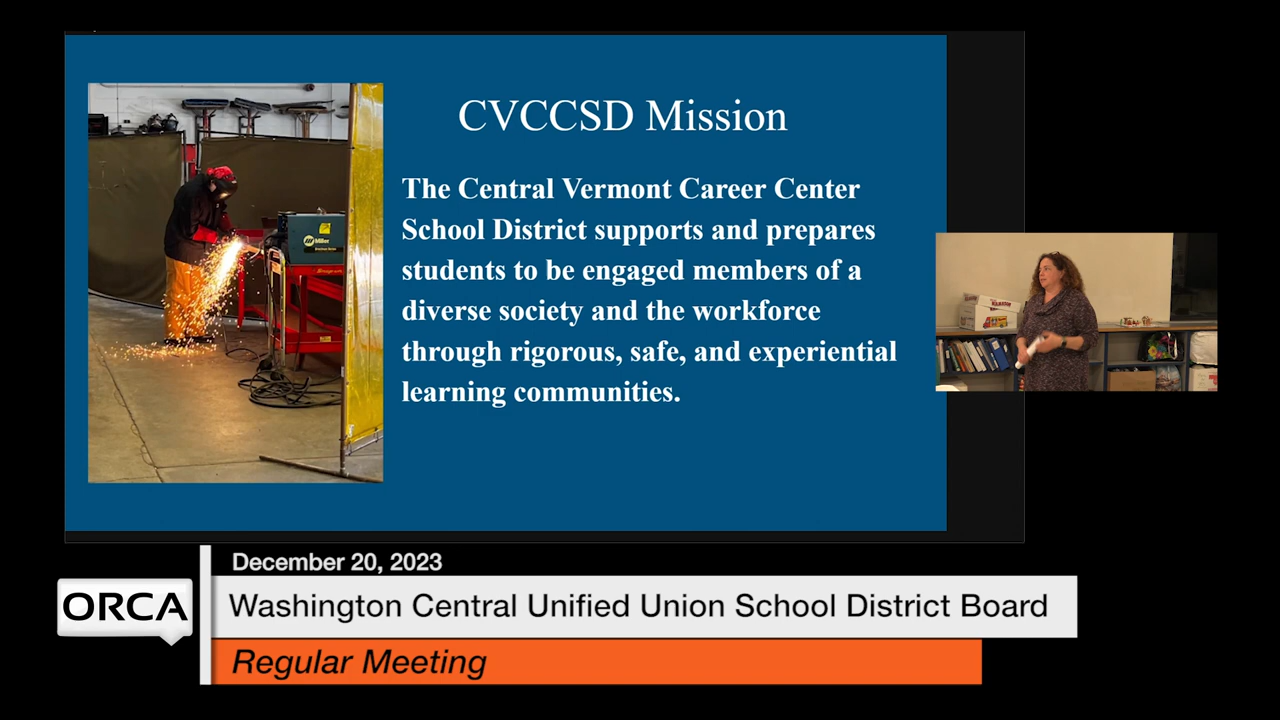 CVCCSD Mission
The Central Vermont Career Center
School District supports and prepares
students to be engaged members of a
diverse society and the workforce
through rigorous, safe, and experiential
learning communities.
Miller
December 20, 2023
ORCA
Washington Central Unified Union School District Board
Regular Meeting